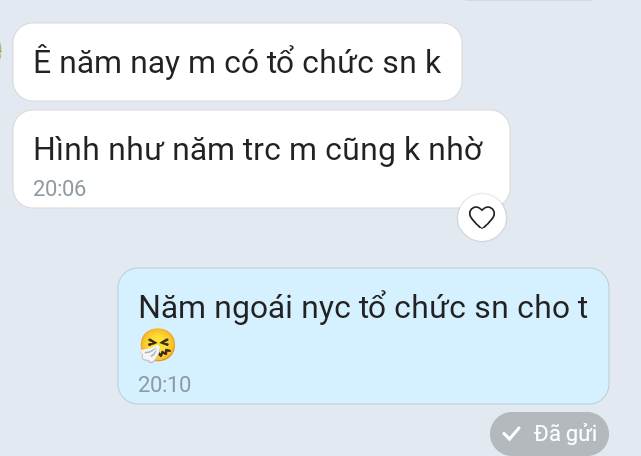 Ê năm nay m có tổ chức sn k
Hình như năm trc m cũng k nhờ
20:06
Năm ngoái nyc tổ chức sn cho t
🤧
20:10
Đã gửi